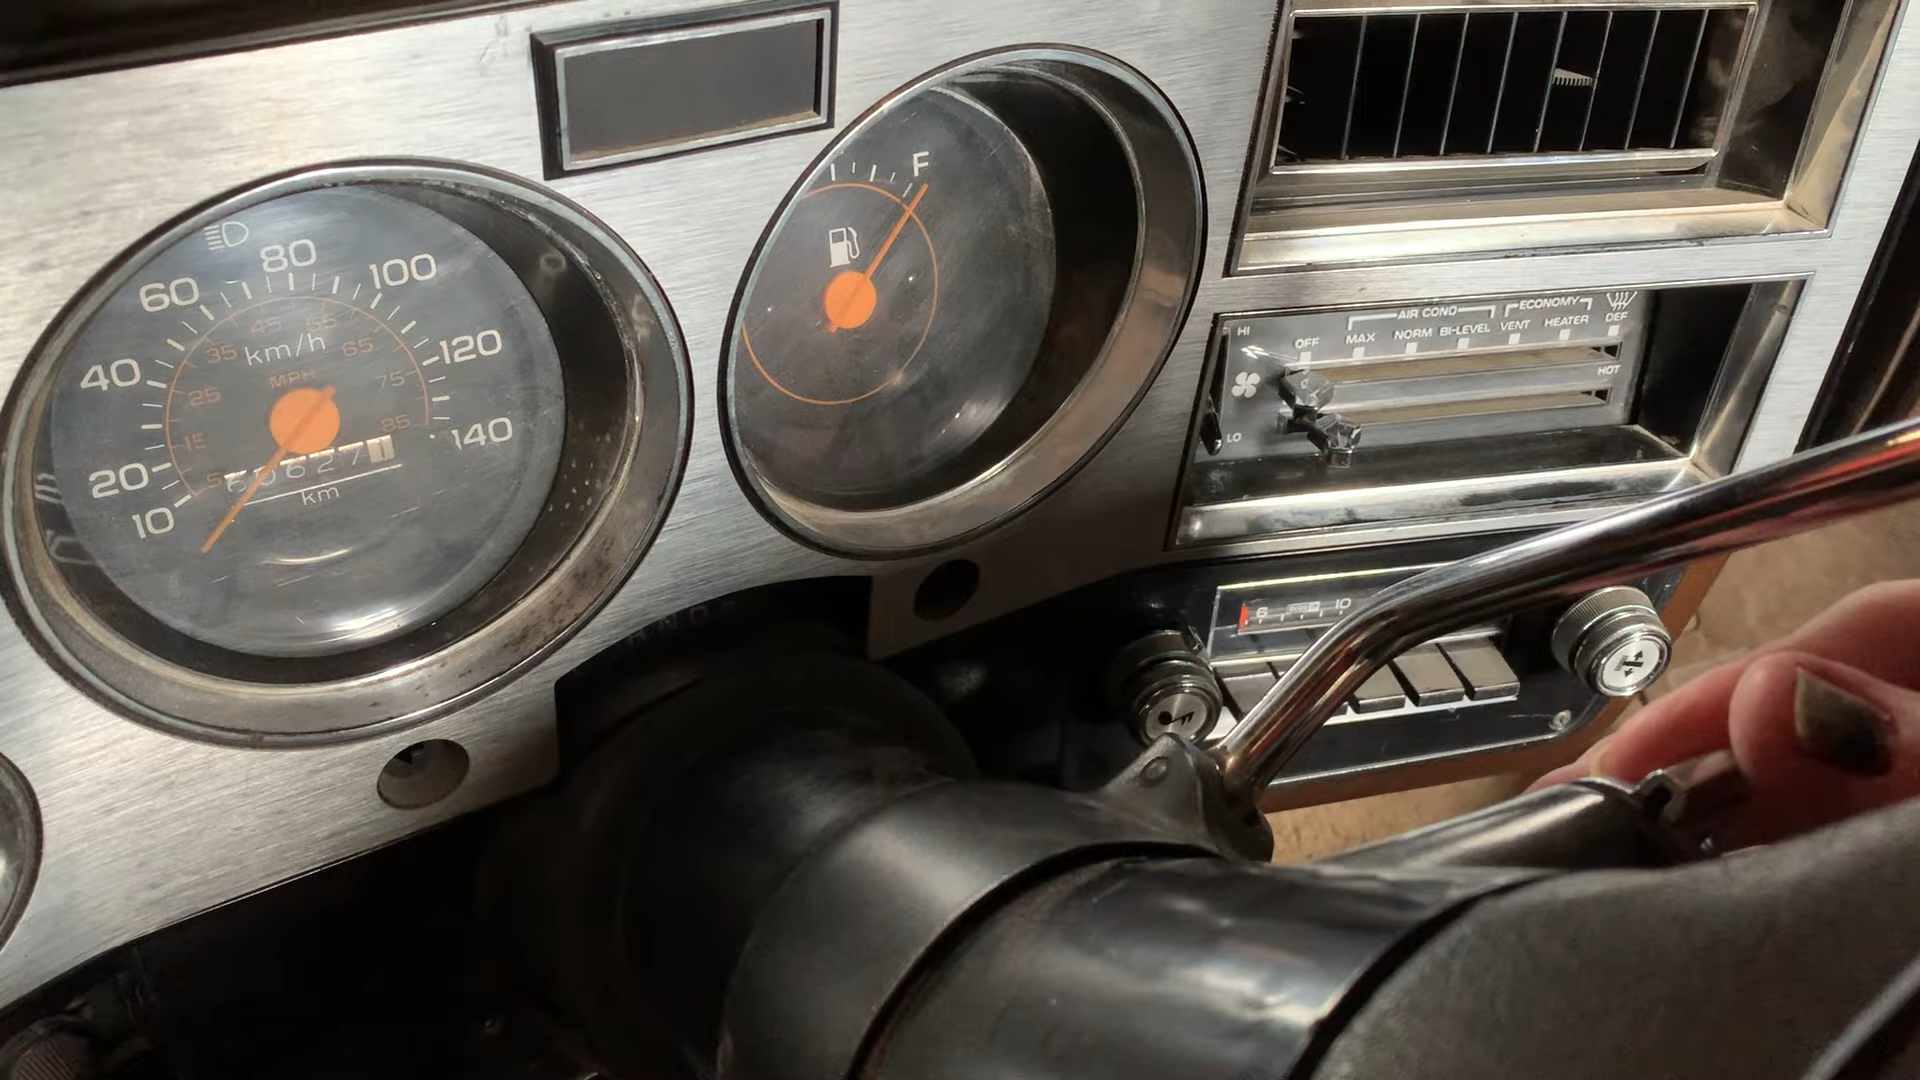 80
60
100
40
120
20
140
10
km/h
MPH
15
25
35
45
55
65
75
85
km
F
HI
LO
AIR COND
ECONOMY
OFF
MAX
NORM
BI-LEVEL
VENT
HEATER
DEF
HOT
6
10
R N D